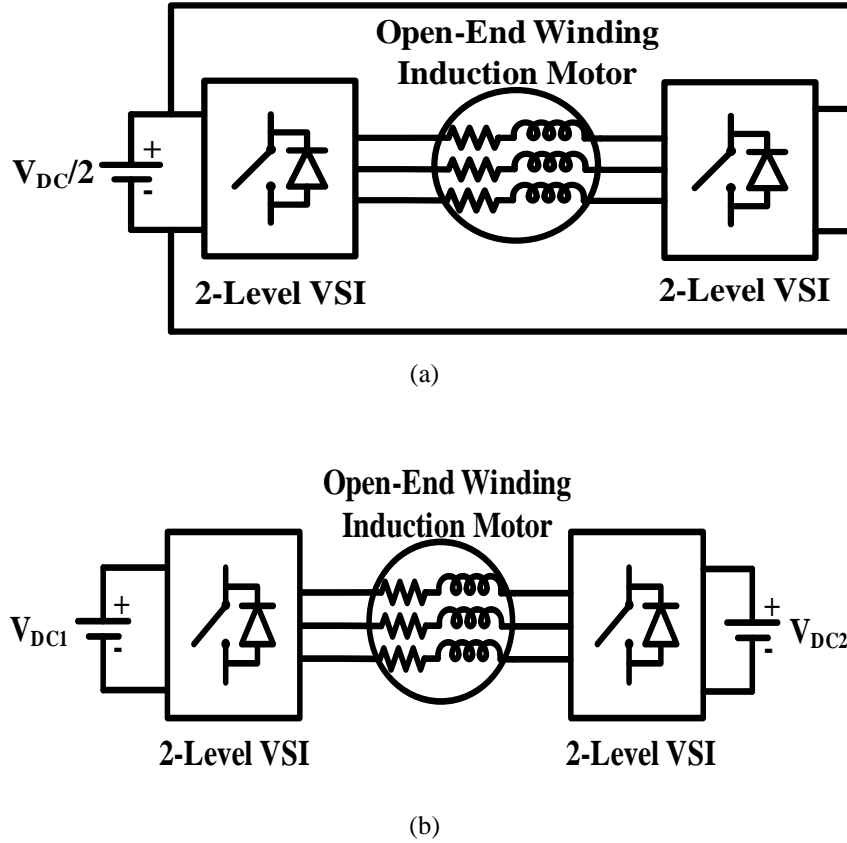 Open-End Winding
Induction Motor
V_DC/2
+
-
2-Level VSI
2-Level VSI
(a)
Open-End Winding
Induction Motor
V_DC1
+
-
+
-
V_DC2
2-Level VSI
2-Level VSI
(b)